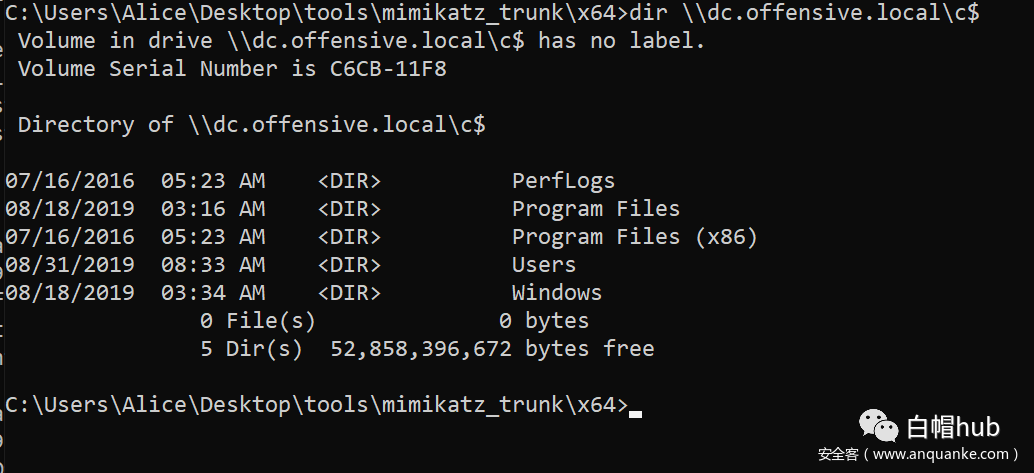 C:\Users\Alice\Desktop\tools\mimikatz_trunk\x64>dir \\dc.offensive.local\c$
Volume in drive \\dc.offensive.local\c$ has no label.
Volume Serial Number is C6CB-11F8
Directory of \\dc.offensive.local\c$
07/16/2016  05:23 AM    <DIR>          PerfLogs
08/18/2019  03:16 AM    <DIR>          Program Files
07/16/2016  05:23 AM    <DIR>          Program Files (x86)
08/31/2019  08:33 AM    <DIR>          Users
08/18/2019  03:34 AM    <DIR>          Windows
0 File(s)              0 bytes
5 Dir(s)  52,858,396,672 bytes free
C:\Users\Alice\Desktop\tools\mimikatz_trunk\x64>
白帽hub
安全客（www.anquanke.com）